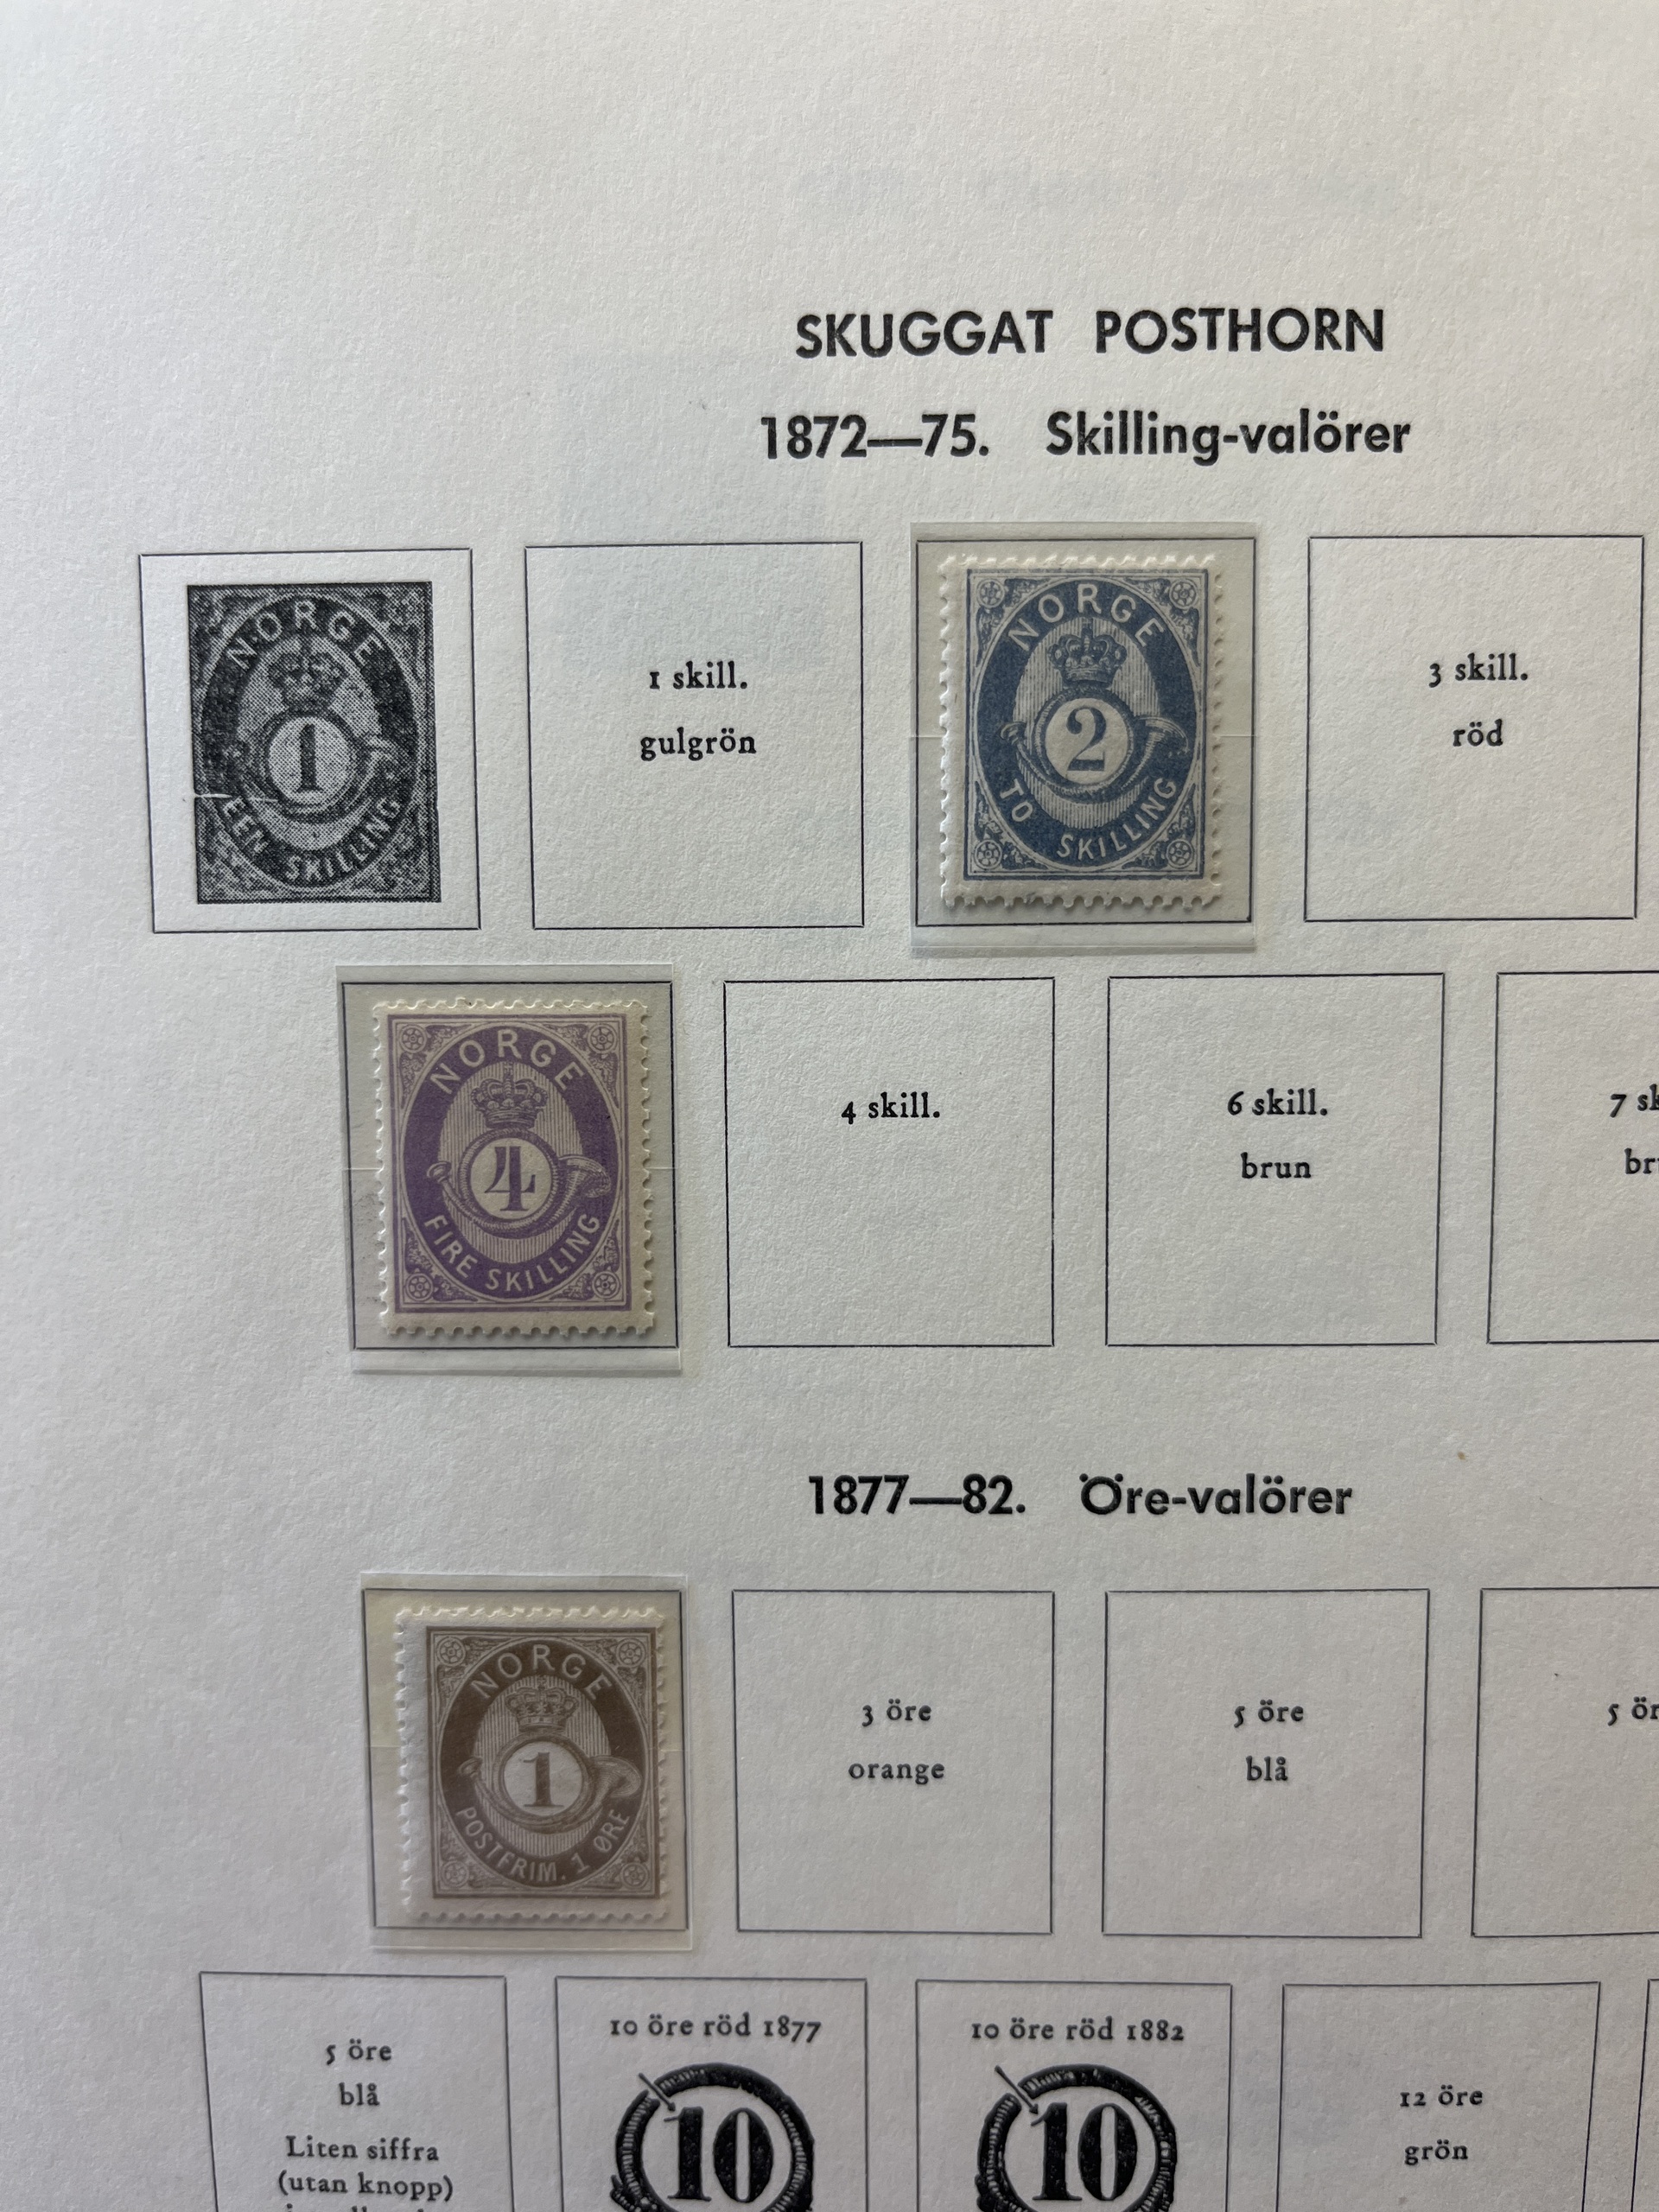 SKUGGAT POSTHORN
1872—75. Skilling-valörer
NORGE
1
EEN SKILLING
1 skill.
gulgrön
NORGE
2
TO SKILLING
3 skill.
röd
NORGE
4
FIRE SKILLING
4 skill.
6 skill.
brun
7
1877—82. Öre-valörer
NORGE
1
POSTFRIM. 1 ØRE
3 öre
orange
5 öre
blå
5
5 öre
blå
Liten siffra
(utan knopp)
10 öre röd 1877
10
10 öre röd 1882
10
12 öre
grön